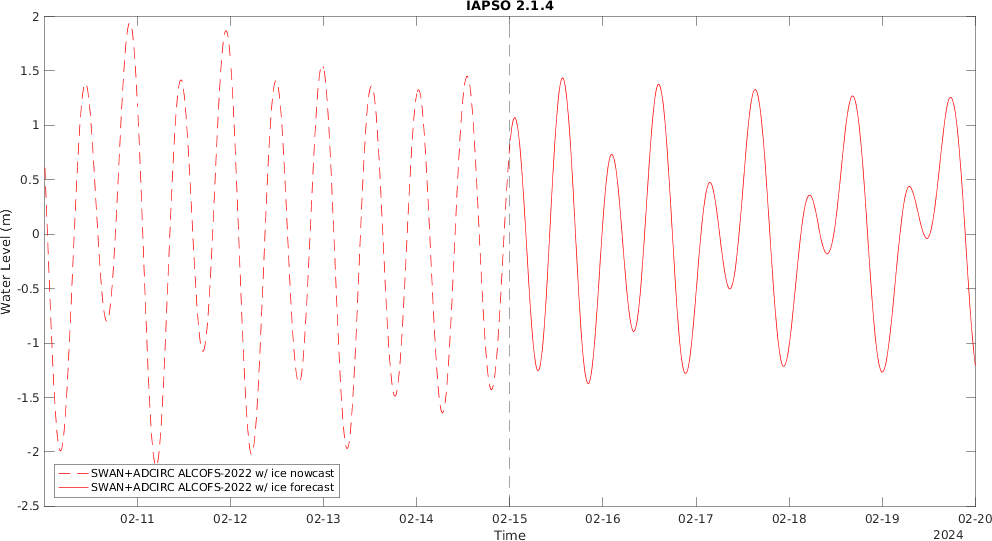 IAPSO 2.1.4
2
1.5
1
0.5
0
-0.5
-1
-1.5
-2
-2.5
Water Level (m)
SWAN+ADCIRC ALCOFS-2022 w/ ice nowcast
SWAN+ADCIRC ALCOFS-2022 w/ ice forecast
02-11 02-12 02-13 02-14 02-15 02-16 02-17 02-18 02-19 02-20
Time
2024